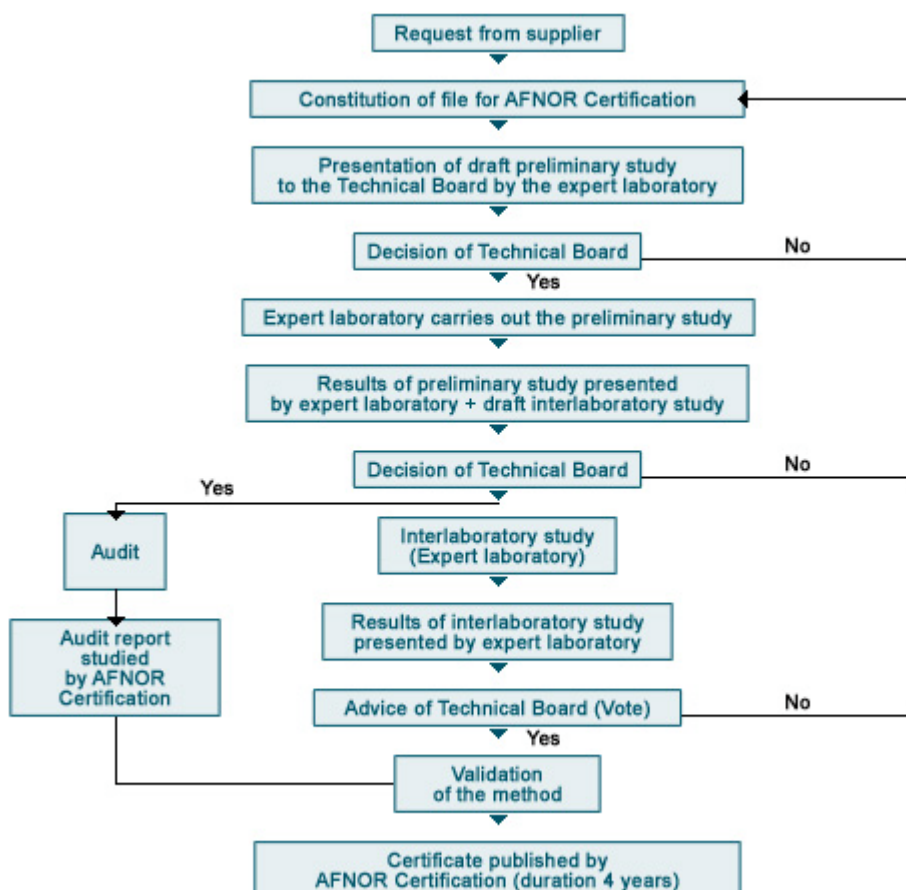 Request from supplier
Constitution of file for AFNOR Certification
Presentation of draft preliminary study
to the Technical Board by the expert laboratory
Decision of Technical Board
No
Yes
Expert laboratory carries out the preliminary study
Results of preliminary study presented
by expert laboratory + draft interlaboratory study
Decision of Technical Board
No
Yes
Audit
Interlaboratory study
(Expert laboratory)
Audit report
studied
by AFNOR
Certification
Results of interlaboratory study
presented by expert laboratory
Advice of Technical Board (Vote)
No
Yes
Validation
of the method
Certificate published by
AFNOR Certification (duration 4 years)